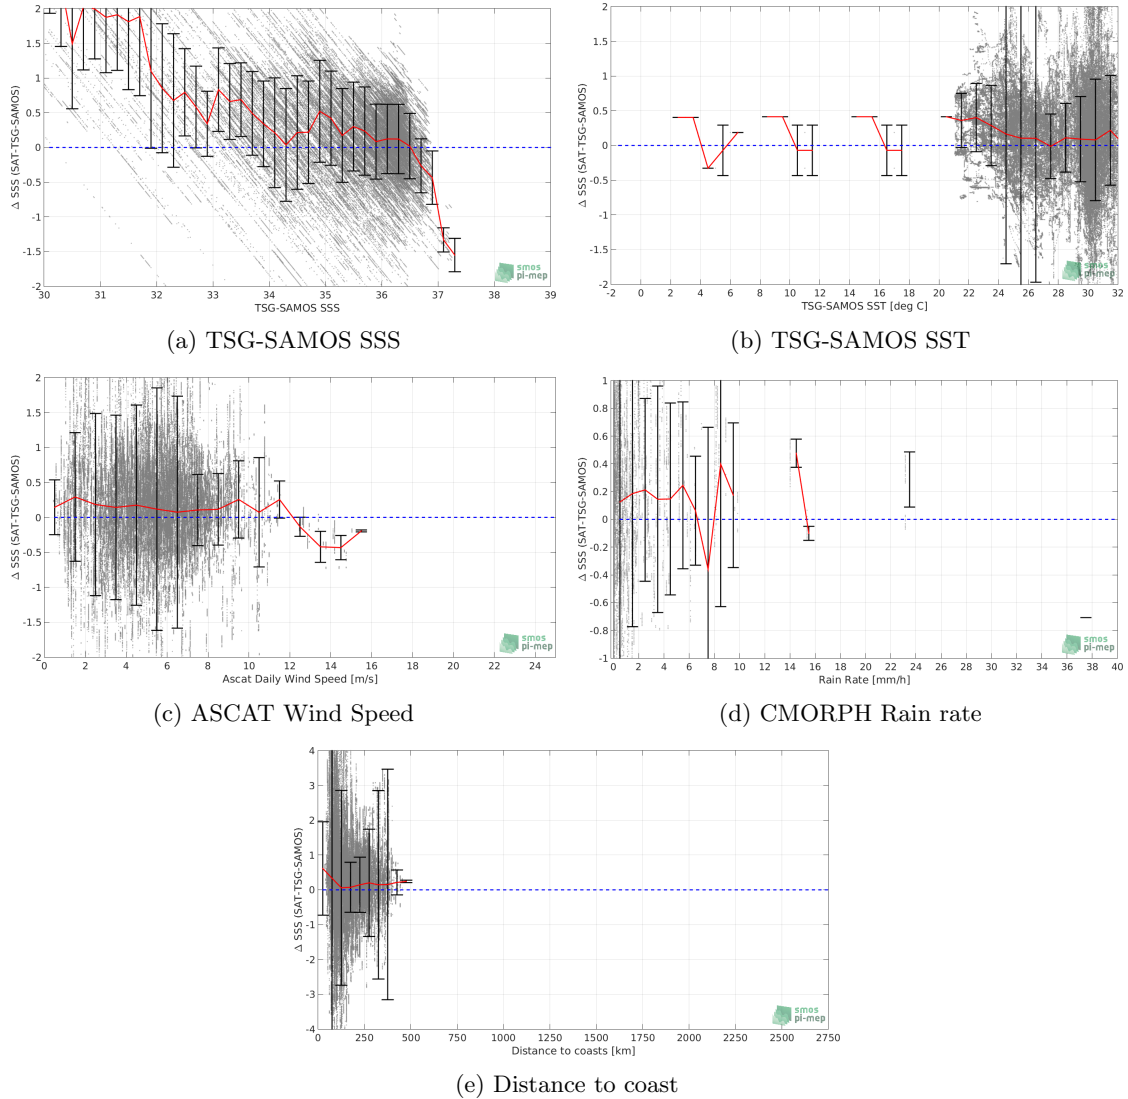 2
1.5
1
0.5
0
-0.5
-1
-1.5
-2
Δ SSS (SAT-TSG-SAMOS)
30 31 32 33 34 35 36 37 38 39
TSG-SAMOS SSS
smos
pi-mep
(a) TSG-SAMOS SSS
2
1.5
1
0.5
0
-0.5
-1
-1.5
-2
Δ SSS (SAT-TSG-SAMOS)
-2 0 2 4 6 8 10 12 14 16 18 20 22 24 26 28 30 32
TSG-SAMOS SST [deg C]
smos
pi-mep
(b) TSG-SAMOS SST
2
1.5
1
0.5
0
-0.5
-1
-1.5
-2
Δ SSS (SAT-TSG-SAMOS)
0 2 4 6 8 10 12 14 16 18 20 22 24
Ascat Daily Wind Speed [m/s]
smos
pi-mep
(c) ASCAT Wind Speed
1
0.8
0.6
0.4
0.2
0
-0.2
-0.4
-0.6
-0.8
-1
Δ SSS (SAT-TSG-SAMOS)
0 2 4 6 8 10 12 14 16 18 20 22 24 26 28 30 32 34 36 38 40
Rain Rate [mm/h]
smos
pi-mep
(d) CMORPH Rain rate
4
3
2
1
0
-1
-2
-3
-4
Δ SSS (SAT-TSG-SAMOS)
0 250 500 750 1000 1250 1500 1750 2000 2250 2500 2750
Distance to coasts [km]
smos
pi-mep
(e) Distance to coast